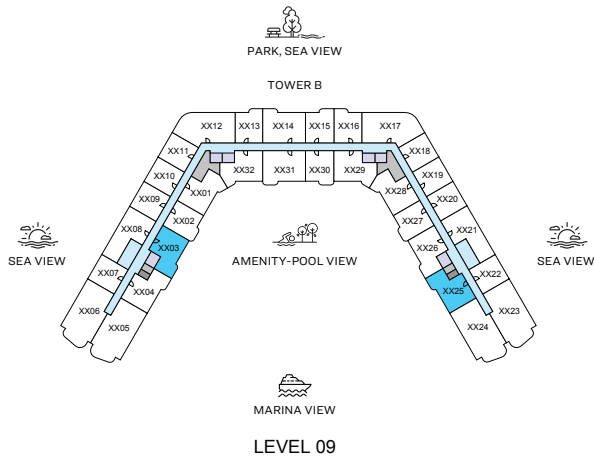 PARK, SEA VIEW
TOWER B
XX12 XX13 XX14 XX15 XX16 XX17
XX11 XX18
XX32 XX31 XX30 XX29
XX10 XX19
XX01 XX28
XX09 XX20
XX02 XX27
XX08 XX21
XX03 XX26
SEA VIEW AMENITY-POOL VIEW SEA VIEW
XX07 XX22
XX04 XX25
XX06 XX23
XX05 XX24
MARINA VIEW
LEVEL 09